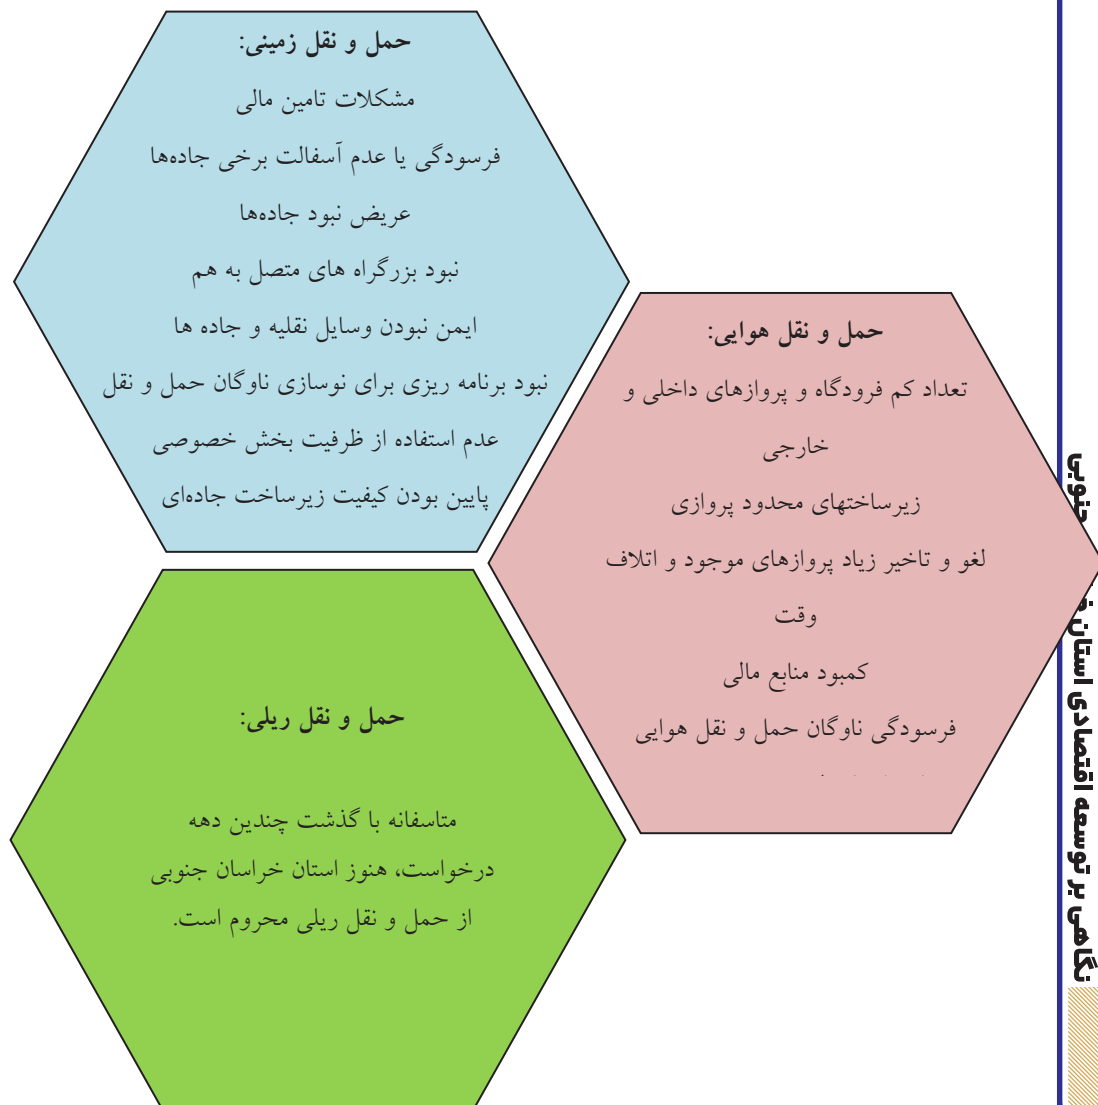 حمل و نقل زمینی:
مشکلات تامین مالی
فرسودگی یا عدم آسفالت برخی جاده‌ها
عریض نبود جاده‌ها
نبود بزرگراه های متصل به هم
ایمن نبودن وسایل نقلیه و جاده ها
نبود برنامه ریزی برای نوسازی ناوگان حمل و نقل
عدم استفاده از ظرفیت بخش خصوصی
پایین بودن کیفیت زیرساخت جاده‌ای
حمل و نقل هوایی:
تعداد کم فرودگاه و پروازهای داخلی و
خارجی
زیرساختهای محدود پروازی
لغو و تاخیر زیاد پروازهای موجود و اتلاف
وقت
کمبود منابع مالی
فرسودگی ناوگان حمل و نقل هوایی
حمل و نقل ریلی:
متاسفانه با گذشت چندین دهه
درخواست، هنوز استان خراسان جنوبی
از حمل و نقل ریلی محروم است.
نگاهی بر توسعه اقتصادی استان جنوبی